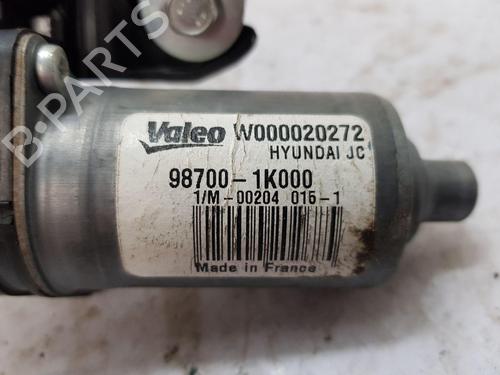 Valeo W000020272
HYUNDAI JC
98700-1K000
1/M-00204 015-1
Made in France
B-PARTS